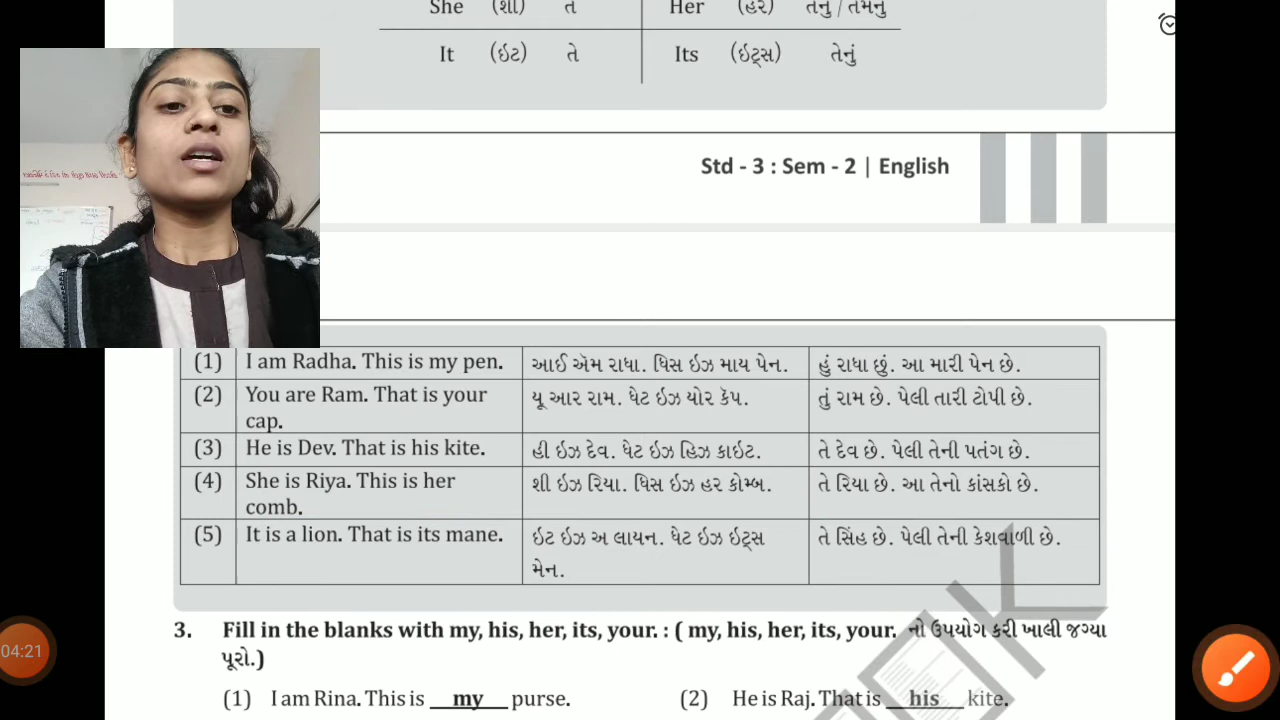 She (શી) તે Her (હર) તેનું / તેમનું
It (ઇટ) તે Its (ઇટ્સ) તેનું
Std - 3 : Sem - 2 | English
(1) I am Radha. This is my pen. આઈ ઍમ રાધા. ધિસ ઇઝ માય પેન. હું રાધા છું. આ મારી પેન છે.
(2) You are Ram. That is your યૂ આર રામ. ધેટ ઇઝ યોર કૅપ. તું રામ છે. પેલી તારી ટોપી છે.
cap.
(3) He is Dev. That is his kite. હી ઇઝ દેવ. ધેટ ઇઝ હિઝ કાઇટ. તે દેવ છે. પેલી તેની પતંગ છે.
(4) She is Riya. This is her શી ઇઝ રિયા. ધિસ ઇઝ હર કોમ્બ. તે રિયા છે. આ તેનો કાંસકો છે.
comb.
(5) It is a lion. That is its mane. ઇટ ઇઝ અ લાયન. ધેટ ઇઝ ઇટ્સ તે સિંહ છે. પેલી તેની કેશવાળી છે.
મેન.
3. Fill in the blanks with my, his, her, its, your. : ( my, his, her, its, your. નો ઉપયોગ કરી ખાલી જગ્યા
પૂરો.)
(1) I am Rina. This is my purse. (2) He is Raj. That is his kite.
04:21